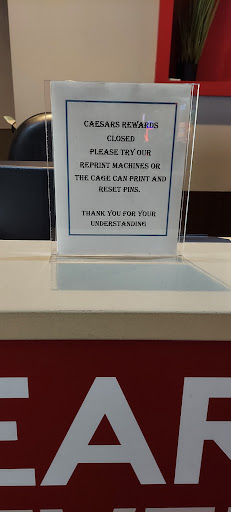 CAESARS REWARDS
CLOSED
PLEASE TRY OUR
REPRINT MACHINES OR
THE CAGE CAN PRINT AND
RESET PINS.
THANK YOU FOR YOUR
UNDERSTANDING
EAR